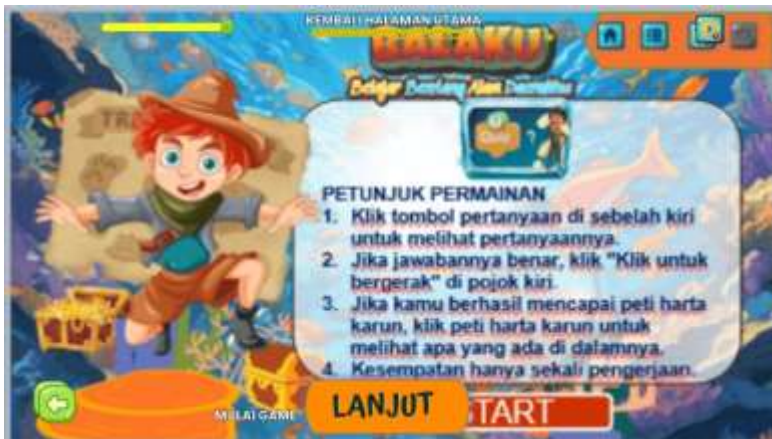 KEMBALI HALAMAN UTAMA
BALAKU
Belajar Bentang Alam
PETUNJUK PERMAINAN
1. Klik tombol pertanyaan di sebelah kiri
untuk melihat pertanyaannya.
2. Jika jawabannya benar, klik "Klik untuk
bergerak" di pojok kiri.
3. Jika kamu berhasil mencapai peti harta
karun, klik peti harta karun untuk
melihat apa yang ada di dalamnya.
4. Kesempatan hanya sekali pengerjaan.
MULAI GAME
LANJUT
START